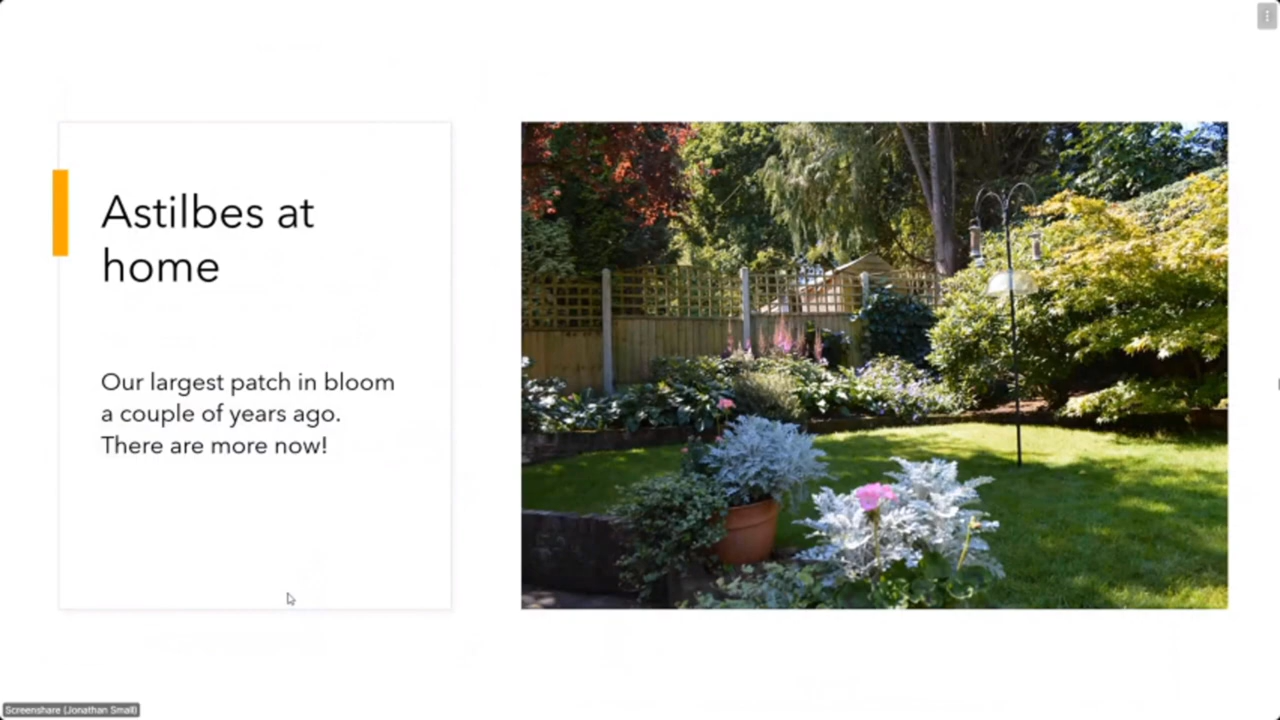 Astilbes at
home
Our largest patch in bloom
a couple of years ago.
There are more now!
Screenshare (Jonathan Small)